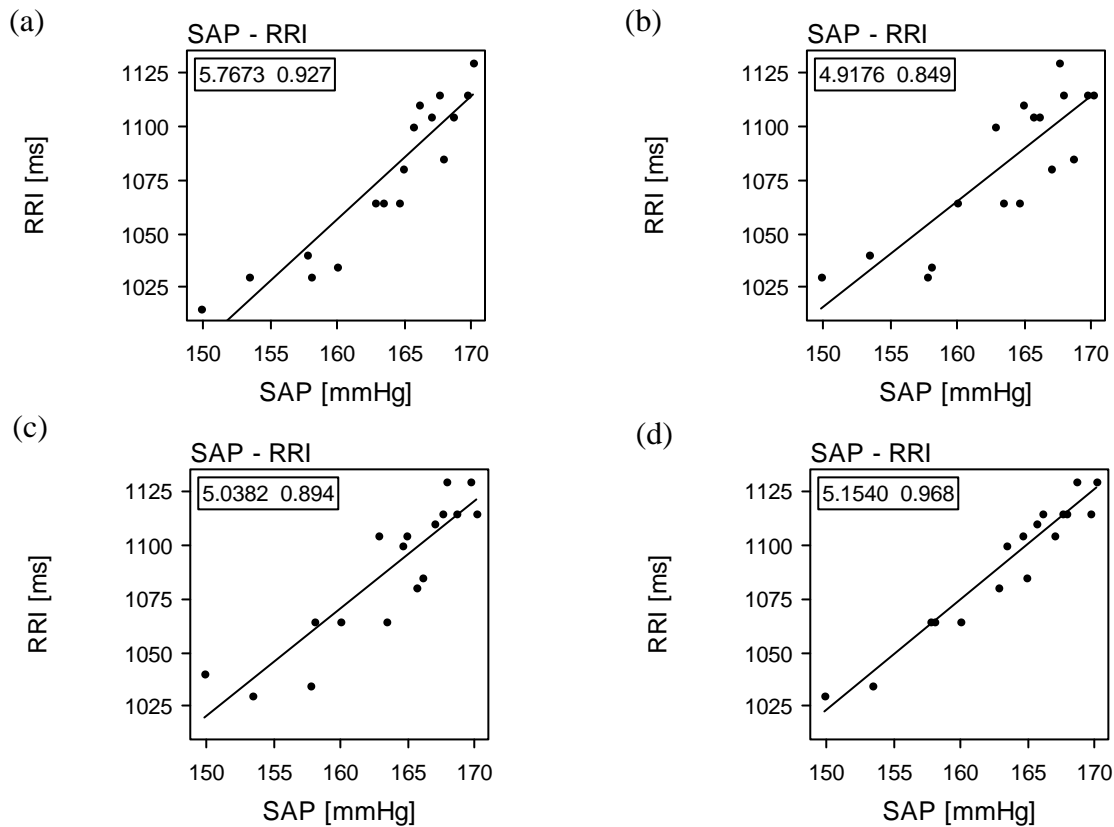 (a)
SAP - RRI
5.7673 0.927
1125
1100
1075
1050
1025
RRI [ms]
150 155 160 165 170
SAP [mmHg]
(b)
SAP - RRI
4.9176 0.849
1125
1100
1075
1050
1025
RRI [ms]
150 155 160 165 170
SAP [mmHg]
(c)
SAP - RRI
5.0382 0.894
1125
1100
1075
1050
1025
RRI [ms]
150 155 160 165 170
SAP [mmHg]
(d)
SAP - RRI
5.1540 0.968
1125
1100
1075
1050
1025
RRI [ms]
150 155 160 165 170
SAP [mmHg]